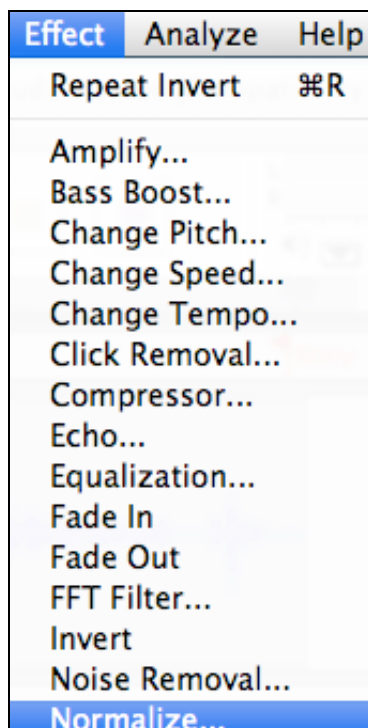 Effect Analyze Help
Repeat Invert ⌘R
Amplify...
Bass Boost...
Change Pitch...
Change Speed...
Change Tempo...
Click Removal...
Compressor...
Echo...
Equalization...
Fade In
Fade Out
FFT Filter...
Invert
Noise Removal...
Normalize...